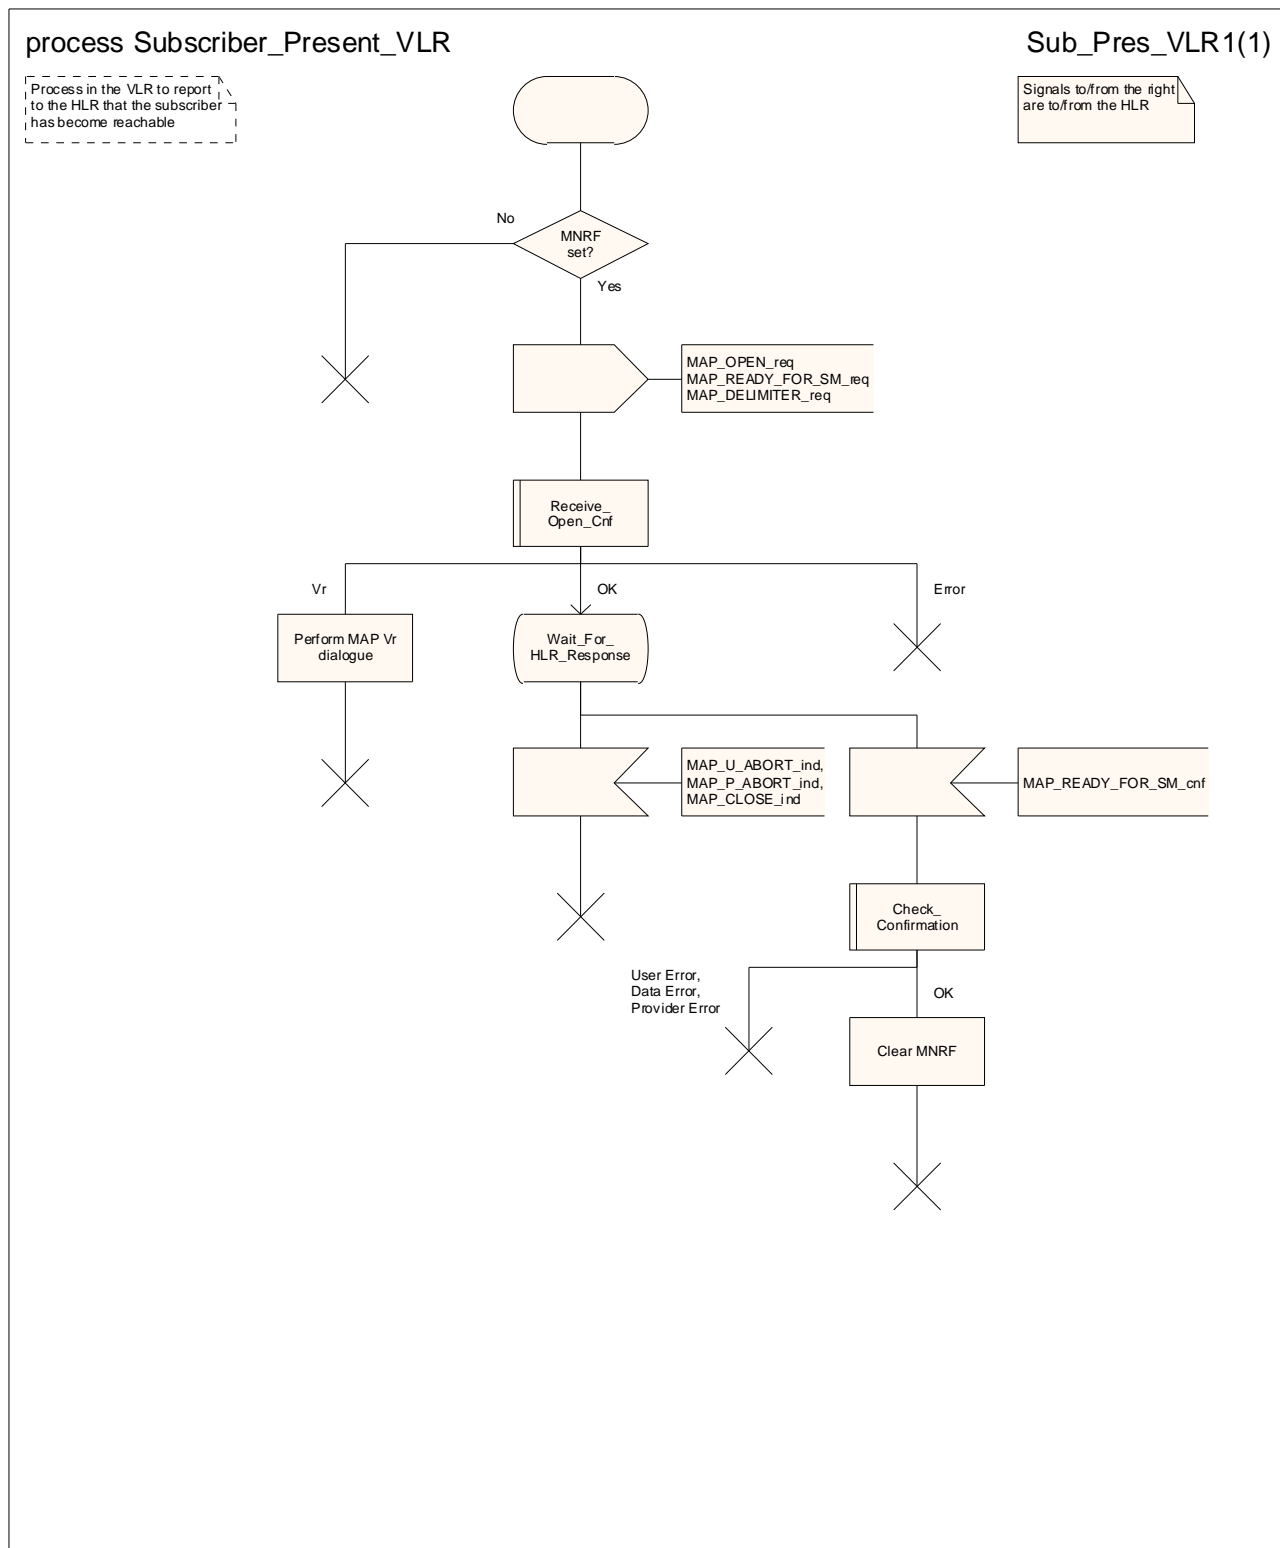 process Subscriber_Present_VLR
Sub_Pres_VLR1(1)
Process in the VLR to report
to the HLR that the subscriber
has become reachable
Signals to/from the right
are to/from the HLR
No
MNRF
set?
Yes
MAP_OPEN_req
MAP_READY_FOR_SM_req
MAP_DELIMITER_req
Receive_
Open_Cnf
Vr
OK
Error
Perform MAP Vr
dialogue
Wait_For_
HLR_Response
MAP_U_ABORT_ind,
MAP_P_ABORT_ind,
MAP_CLOSE_ind
MAP_READY_FOR_SM_cnf
Check_
Confirmation
User Error,
Data Error,
Provider Error
OK
Clear MNRF